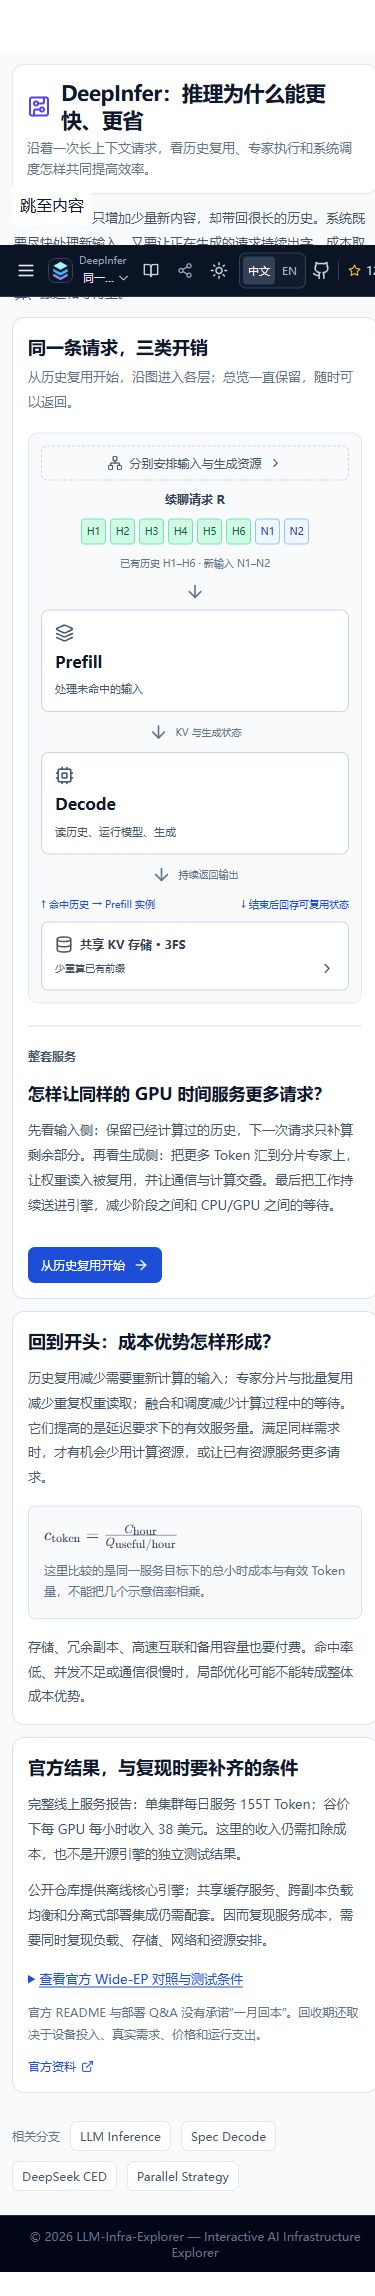 DeepInfer：推理为什么能更
快、更省
沿着一次长上下文请求，看历史复用、专家执行和系统调
度怎样共同提高效率。
跳至内容
只增加少量新内容，却带回很长的历史。系统既
DeepInfer
同一...
中文
EN
同一条请求，三类开销
从历史复用开始，沿图进入各层；总览一直保留，随时可
以返回。
分别安排输入与生成资源
续聊请求 R
H1 H2 H3 H4 H5 H6 N1 N2
已有历史 H1–H6 · 新输入 N1–N2
Prefill
处理未命中的输入
KV 与生成状态
Decode
读历史、运行模型、生成
持续返回输出
↑ 命中历史 → Prefill 实例
↓ 结束后回存可复用状态
共享 KV 存储 · 3FS
少重算已有前缀
整套服务
怎样让同样的 GPU 时间服务更多请求？
先看输入侧：保留已经计算过的历史，下一次请求只补算
剩余部分。再看生成侧：把更多 Token 汇到分片专家上，
让权重读入被复用，并让通信与计算交叠。最后把工作持
续送进引擎，减少阶段之间和 CPU/GPU 之间的等待。
从历史复用开始
回到开头：成本优势怎样形成？
历史复用减少需要重新计算的输入；专家分片与批量复用
减少重复权重读取；融合和调度减少计算过程中的等待。
它们提高的是延迟要求下的有效服务量。满足同样需求
时，才有机会少用计算资源，或让已有资源服务更多请
求。
c_token = C_hour / Q_useful/hour
这里比较的是同一服务目标下的总小时成本与有效 Token
量，不能把几个示意倍率相乘。
存储、冗余副本、高速互联和备用容量也要付费。命中率
低、并发不足或通信很慢时，局部优化可能不能转成整体
成本优势。
官方结果，与复现时要补齐的条件
完整线上服务报告：单集群每日服务 155T Token；谷价
下每 GPU 每小时收入 38 美元。这里的收入仍需扣除成
本，也不是开源引擎的独立测试结果。
公开仓库提供离线核心引擎；共享缓存服务、跨副本负载
均衡和分离式部署集成仍需配套。因而复现服务成本，需
要同时复现负载、存储、网络和资源安排。
查看官方 Wide-EP 对照与测试条件
官方 README 与部署 Q&A 没有承诺“一月回本”。回收期还取
决于设备投入、真实需求、价格和运行支出。
官方资料
相关分支
LLM Inference
Spec Decode
DeepSeek CED
Parallel Strategy
© 2026 LLM-Infra-Explorer — Interactive AI Infrastructure
Explorer